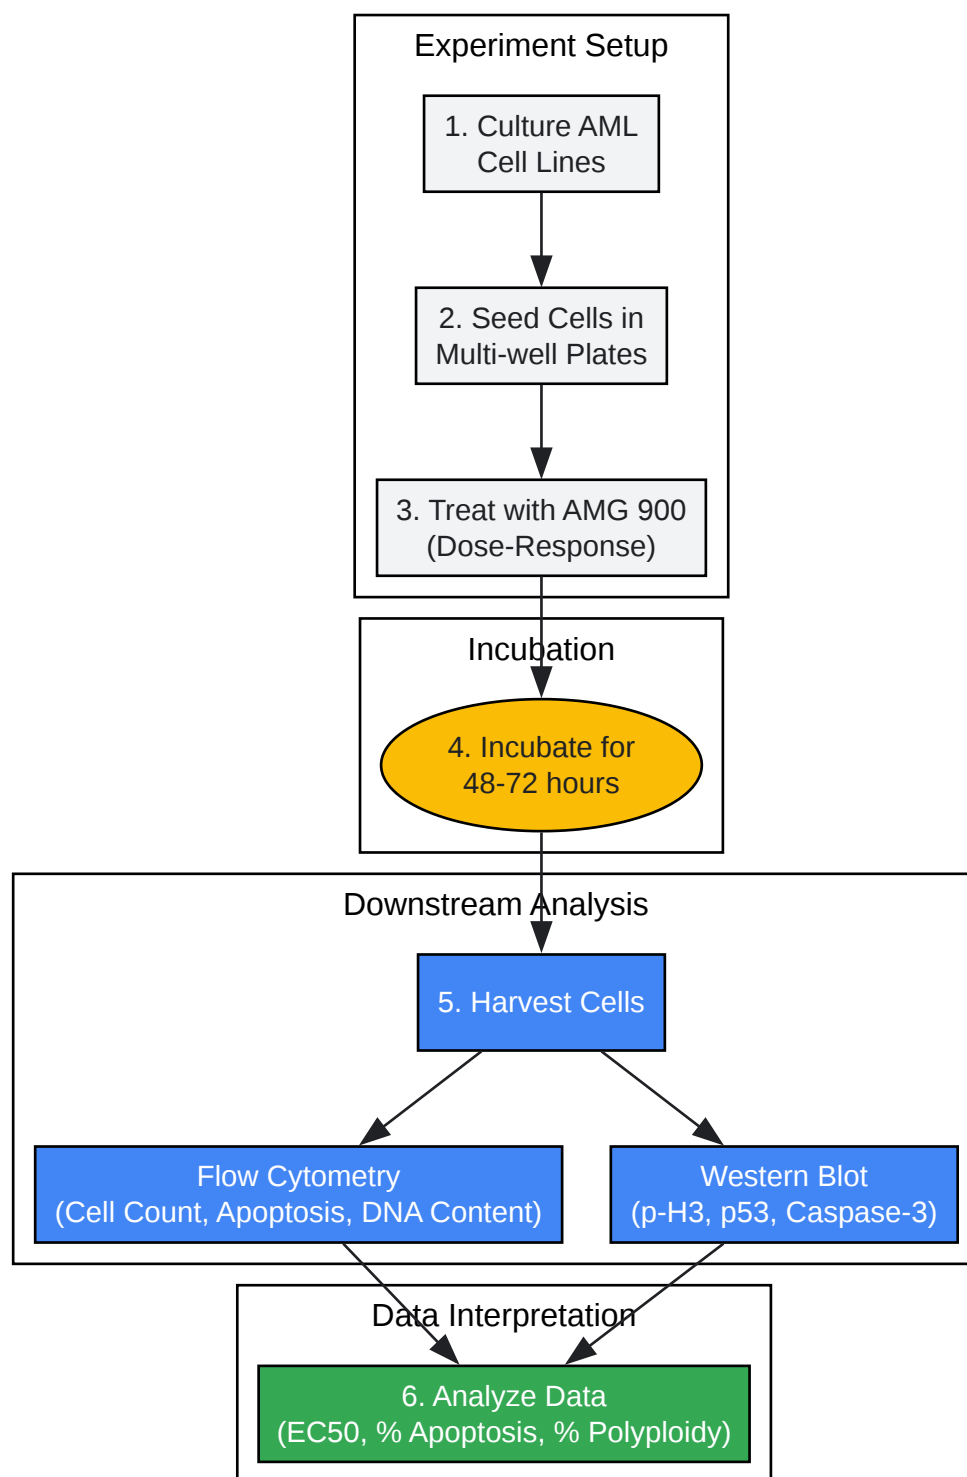 Experiment Setup
1. Culture AML
Cell Lines
2. Seed Cells in
Multi-well Plates
3. Treat with AMG 900
(Dose-Response)
Incubation
4. Incubate for
48-72 hours
Downstream Analysis
5. Harvest Cells
Flow Cytometry
(Cell Count, Apoptosis, DNA Content)
Western Blot
(p-H3, p53, Caspase-3)
Data Interpretation
6. Analyze Data
(EC50, % Apoptosis, % Polyploidy)